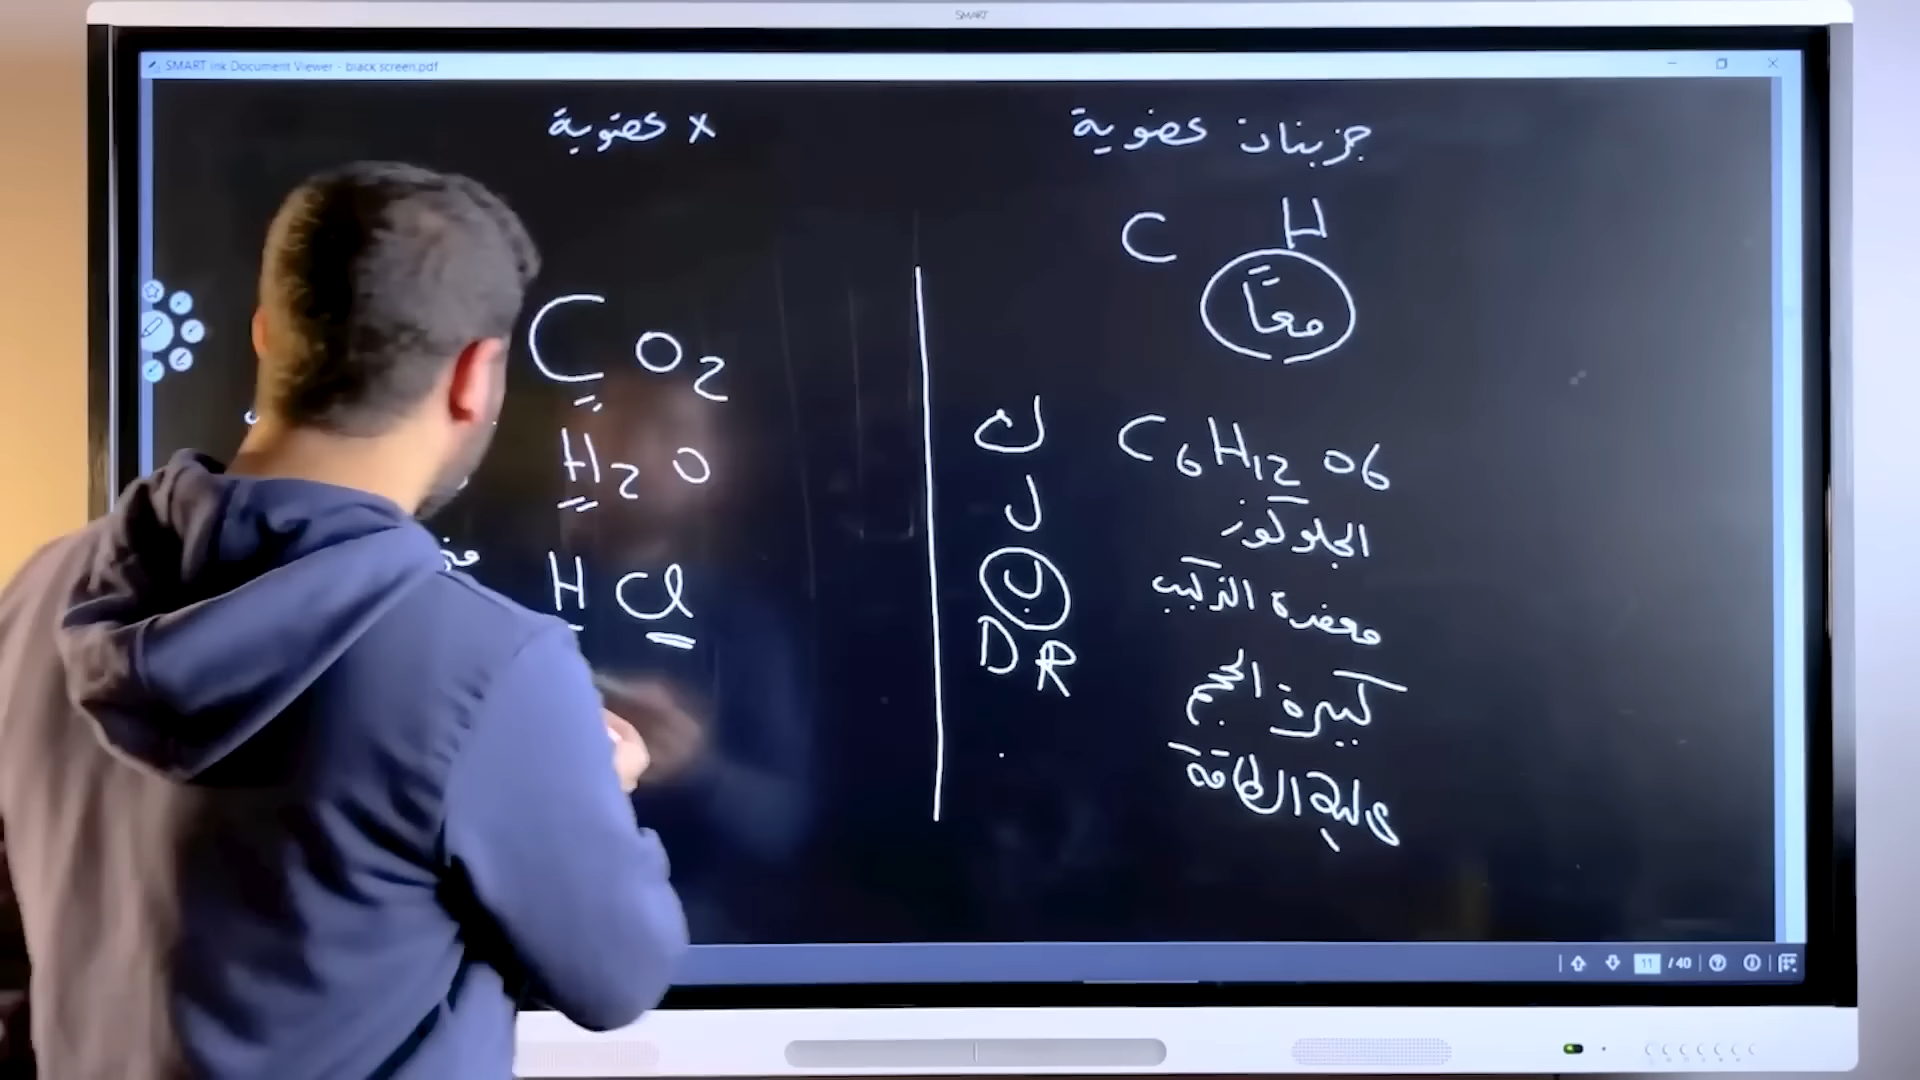 SMART
SMART Ink Document Viewer - black screen.pdf
جزيئات عضوية
C H
معاً
C6H12O6
الجلوكوز
معقدة التركيب
كبيرة الحجم
عالية الطاقة
ك
ل
ب
D R
x عضوية
CO2
H2O
HCl
11 / 40